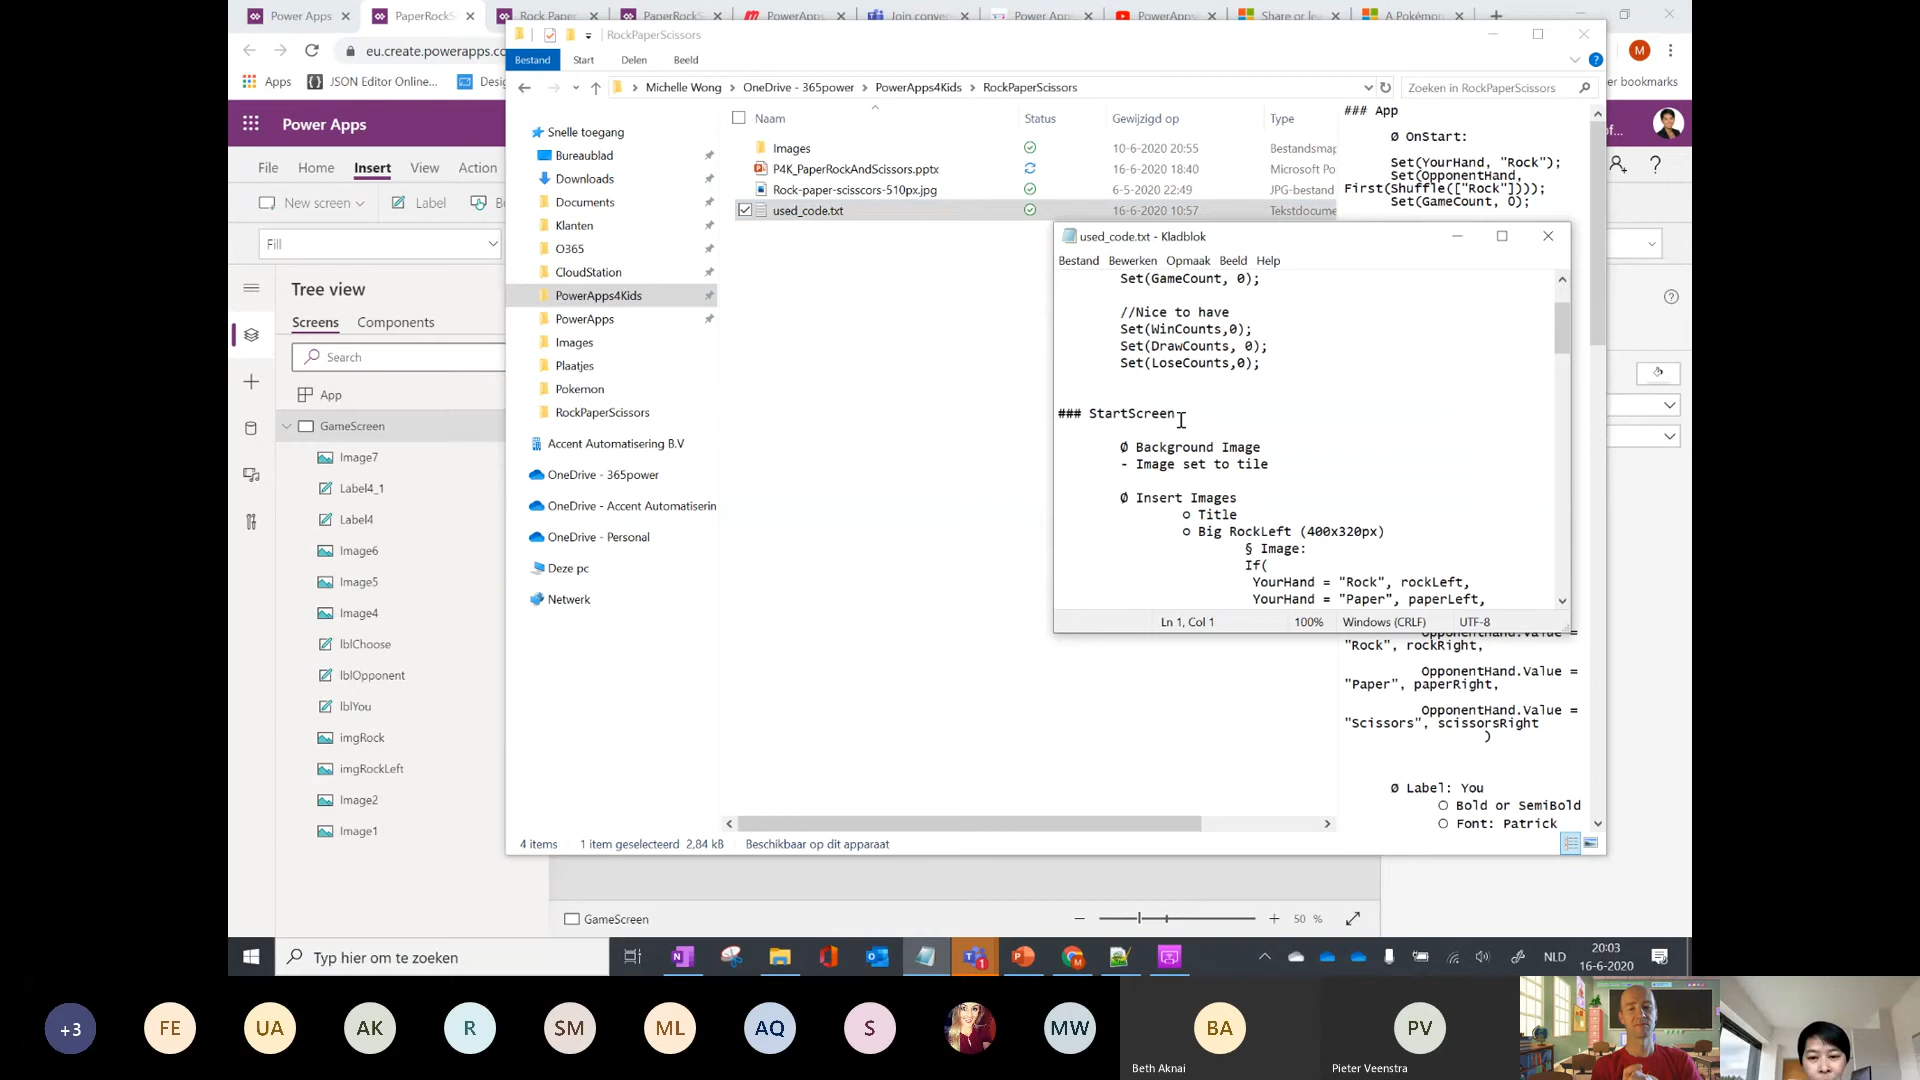 Power Apps
PaperRockS
Rock Paper
PaperRockS
PowerApps
Join conver
Power Apps
PowerApps
Share or le
A Pokémon
eu.create.powerapps.co
Apps
JSON Editor Online...
er bookmarks
M
Power Apps
File
Home
Insert
View
Action
New screen
Label
Fill
Tree view
Screens
Components
Search
App
GameScreen
Image7
Label4_1
Label4
Image6
Image5
Image4
lblChoose
lblOpponent
lblYou
imgRock
imgRockLeft
Image2
Image1
RockPaperScissors
Bestand
Start
Delen
Beeld
Michelle Wong > OneDrive - 365power > PowerApps4Kids > RockPaperScissors
Zoeken in RockPaperScissors
Snelle toegang
Bureaublad
Downloads
Documents
Klanten
O365
CloudStation
PowerApps4Kids
PowerApps
Images
Plaatjes
Pokemon
RockPaperScissors
Accent Automatisering B.V
OneDrive - 365power
OneDrive - Accent Automatiserin
OneDrive - Personal
Deze pc
Netwerk
Naam Status Gewijzigd op Type
Images 10-6-2020 20:55 Bestandsmap
P4K_PaperRockAndScissors.pptx 16-6-2020 18:40 Microsoft Po
Rock-paper-scisscors-510px.jpg 6-5-2020 22:49 JPG-bestand
used_code.txt 16-6-2020 10:57 Tekstdocume
### App
Ø OnStart:
Set(YourHand, "Rock");
Set(OpponentHand,
First(Shuffle(["Rock"])));
Set(GameCount, 0);
used_code.txt - Kladblok
Bestand Bewerken Opmaak Beeld Help
Set(GameCount, 0);
//Nice to have
Set(WinCounts,0);
Set(DrawCounts, 0);
Set(LoseCounts,0);
### StartScreen
Ø Background Image
- Image set to tile
Ø Insert Images
○ Title
○ Big RockLeft (400x320px)
§ Image:
If(
YourHand = "Rock", rockLeft,
YourHand = "Paper", paperLeft,
Ln 1, Col 1
100%
Windows (CRLF)
UTF-8
OpponentHand.Value =
"Rock", rockRight,
OpponentHand.Value =
"Paper", paperRight,
OpponentHand.Value =
"Scissors", scissorsRight
)
Ø Label: You
○ Bold or SemiBold
○ Font: Patrick
4 items
1 item geselecteerd 2,84 kB
Beschikbaar op dit apparaat
GameScreen
50 %
Typ hier om te zoeken
NLD
20:03
16-6-2020
+3
FE
UA
AK
R
SM
ML
AQ
S
MW
BA
Beth Aknai
PV
Pieter Veenstra